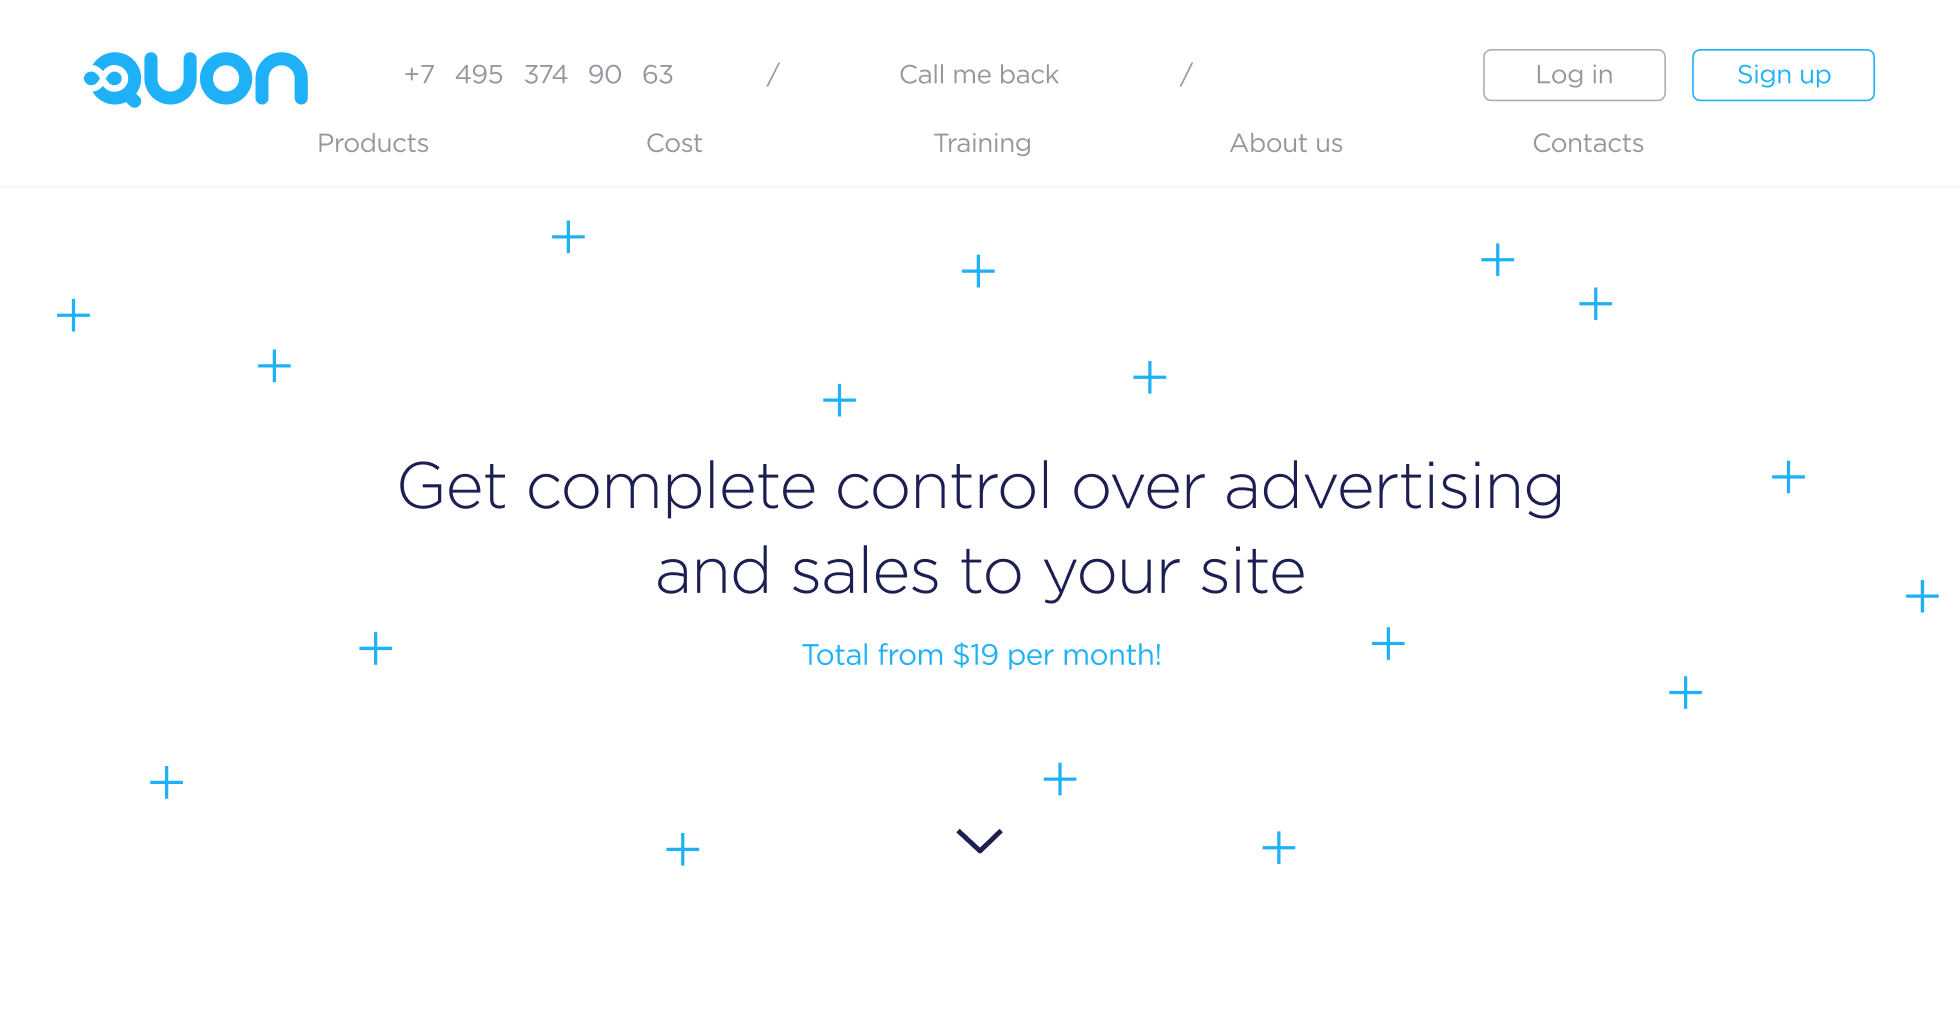 QUON
+7 495 374 90 63 / Call me back / Log in Sign up
Products Cost Training About us Contacts
Get complete control over advertising
and sales to your site
Total from $19 per month!